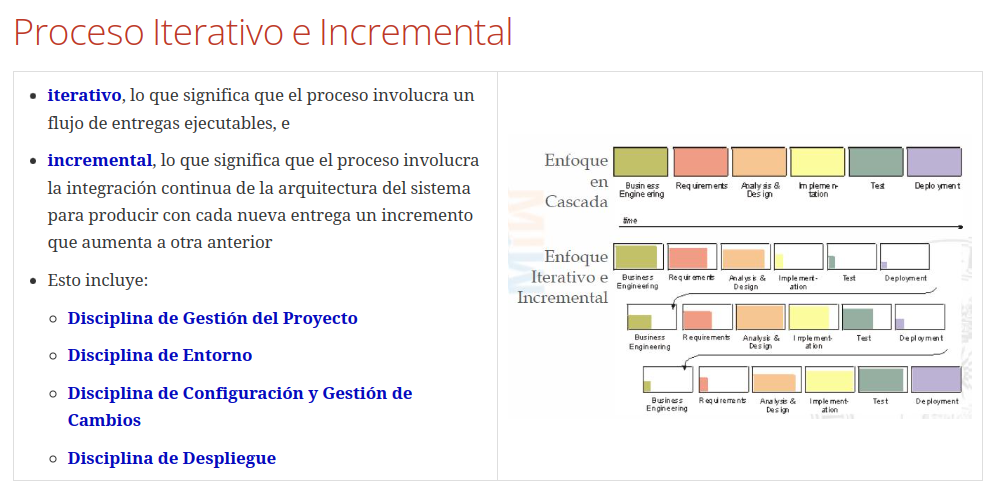 Proceso Iterativo e Incremental
iterativo, lo que significa que el proceso involucra un
flujo de entregas ejecutables, e
incremental, lo que significa que el proceso involucra
la integración continua de la arquitectura del sistema
para producir con cada nueva entrega un incremento
que aumenta a otra anterior
Esto incluye:
Disciplina de Gestión del Proyecto
Disciplina de Entorno
Disciplina de Configuración y Gestión de
Cambios
Disciplina de Despliegue
Enfoque
en
Cascada
Business
Engineering
Requirements
Analysis &
Design
Implemen-
tation
Test
Deployment
time
Enfoque
Iterativo e
Incremental
Business
Engineering
Requirements
Analysis &
Design
Implement-
ation
Test
Deployment
Business
Engineering
Requirements
Analysis &
Design
Implement-
ation
Test
Deployment
Business
Engineering
Requirements
Analysis &
Design
Implement-
ation
Test
Deployment